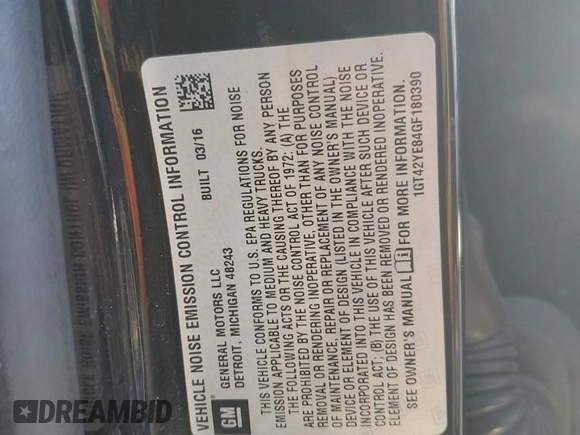 VEHICLE NOISE EMISSION CONTROL INFORMATION
GM
GENERAL MOTORS LLC BUILT 03/16
DETROIT, MICHIGAN 48243
THIS VEHICLE CONFORMS TO U.S. EPA REGULATIONS FOR NOISE
EMISSION APPLICABLE TO MEDIUM AND HEAVY TRUCKS.
THE FOLLOWING ACTS OR THE CAUSING THEREOF BY ANY PERSON
ARE PROHIBITED BY THE NOISE CONTROL ACT OF 1972: (A) THE
REMOVAL OR RENDERING INOPERATIVE, OTHER THAN FOR PURPOSES
OF MAINTENANCE, REPAIR OR REPLACEMENT OF ANY NOISE CONTROL
DEVICE OR ELEMENT OF DESIGN (LISTED IN THE OWNER'S MANUAL)
INCORPORATED INTO THIS VEHICLE IN COMPLIANCE WITH THE NOISE
CONTROL ACT; (B) THE USE OF THIS VEHICLE AFTER SUCH DEVICE OR
ELEMENT OF DESIGN HAS BEEN REMOVED OR RENDERED INOPERATIVE.
SEE OWNER'S MANUAL FOR MORE INFORMATION.
1GT42YE84GF180390
DREAMBID